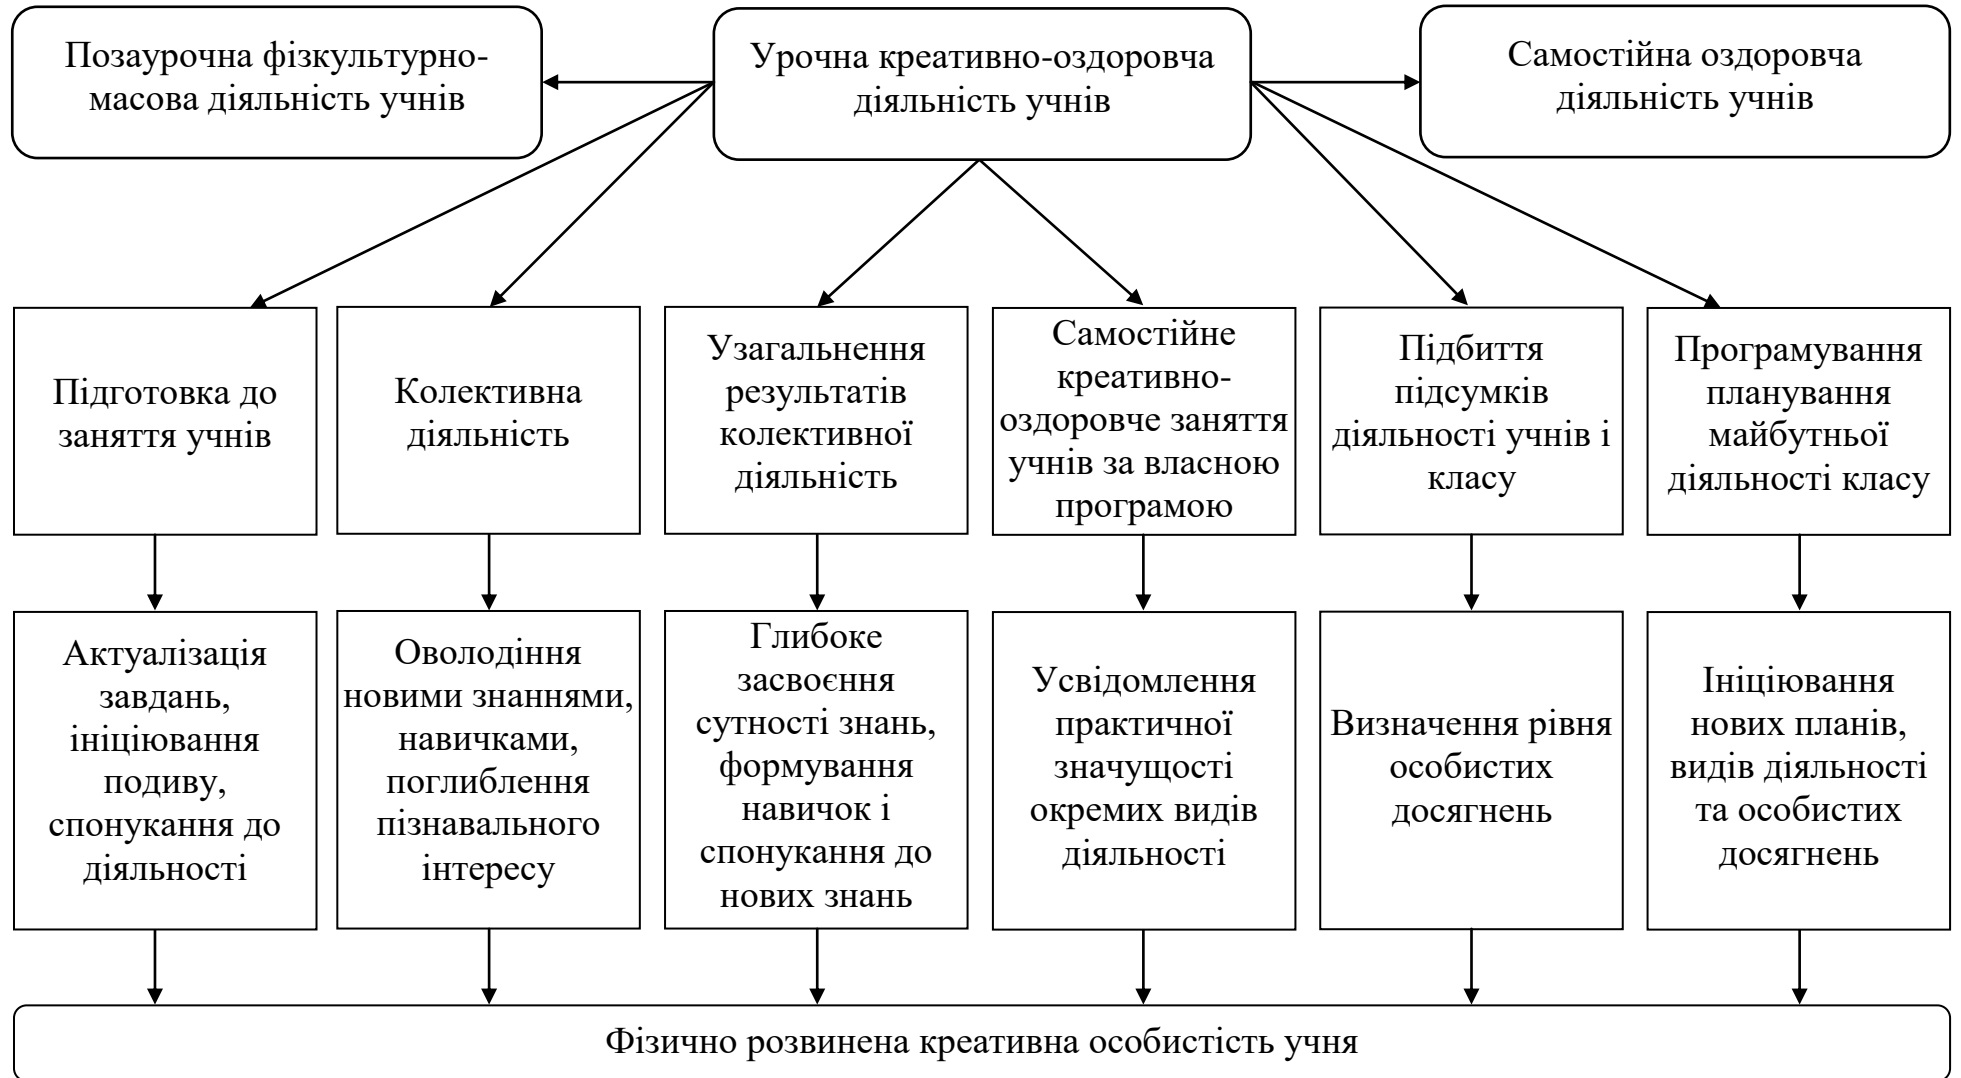 Позаурочна фізкультурно-
масова діяльність учнів
Урочна креативно-оздоровча
діяльність учнів
Самостійна оздоровча
діяльність учнів
Підготовка до
заняття учнів
Колективна
діяльність
Узагальнення
результатів
колективної
діяльність
Самостійне
креативно-
оздоровче заняття
учнів за власною
програмою
Підбиття
підсумків
діяльності учнів і
класу
Програмування
планування
майбутньої
діяльності класу
Актуалізація
завдань,
ініціювання
подиву,
спонукання до
діяльності
Оволодіння
новими знаннями,
навичками,
поглиблення
пізнавального
інтересу
Глибоке
засвоєння
сутності знань,
формування
навичок і
спонукання до
нових знань
Усвідомлення
практичної
значущості
окремих видів
діяльності
Визначення рівня
особистих
досягнень
Ініціювання
нових планів,
видів діяльності
та особистих
досягнень
Фізично розвинена креативна особистість учня